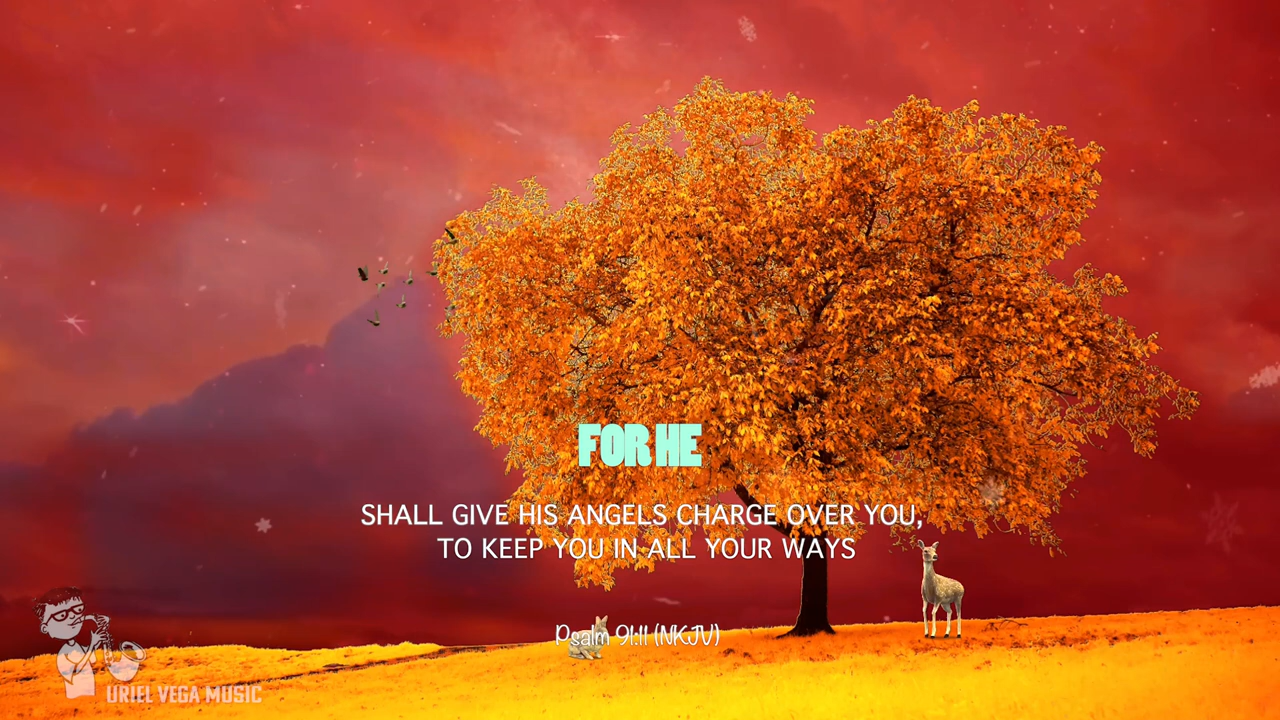 FOR HE
SHALL GIVE HIS ANGELS CHARGE OVER YOU,
TO KEEP YOU IN ALL YOUR WAYS
Psalm 91:11 (NKJV)
URIEL VEGA MUSIC